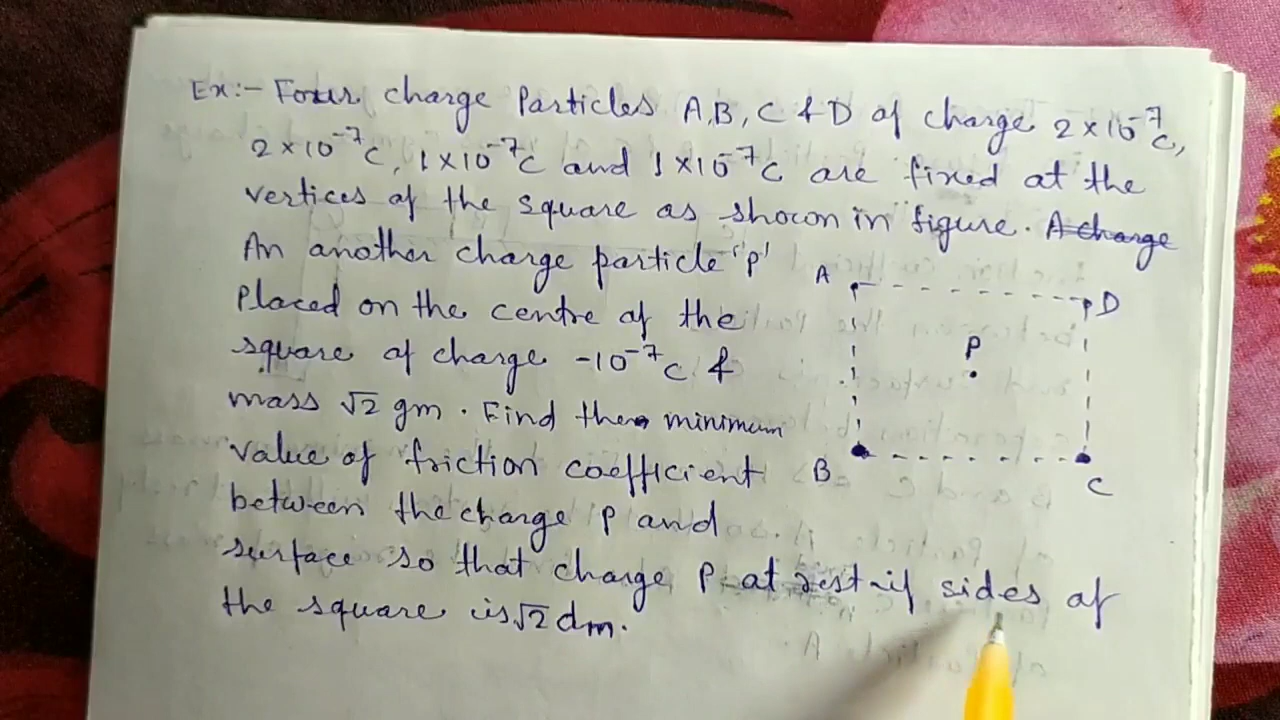 Ex:- Four charge Particles A,B, C & D of charge 2×10⁻⁷C,
2×10⁻⁷C, 1×10⁻⁷C and 1×10⁻⁷C are fixed at the
vertices of the square as shown in figure. A charge
An another charge particle 'P'
placed on the centre of the
square of charge -10⁻⁷C &
mass √2 gm. Find the minimum
value of friction coefficient
between the charge P and
surface so that charge P at rest if sides of
the square is √2 dm.
A
D
P
B
C